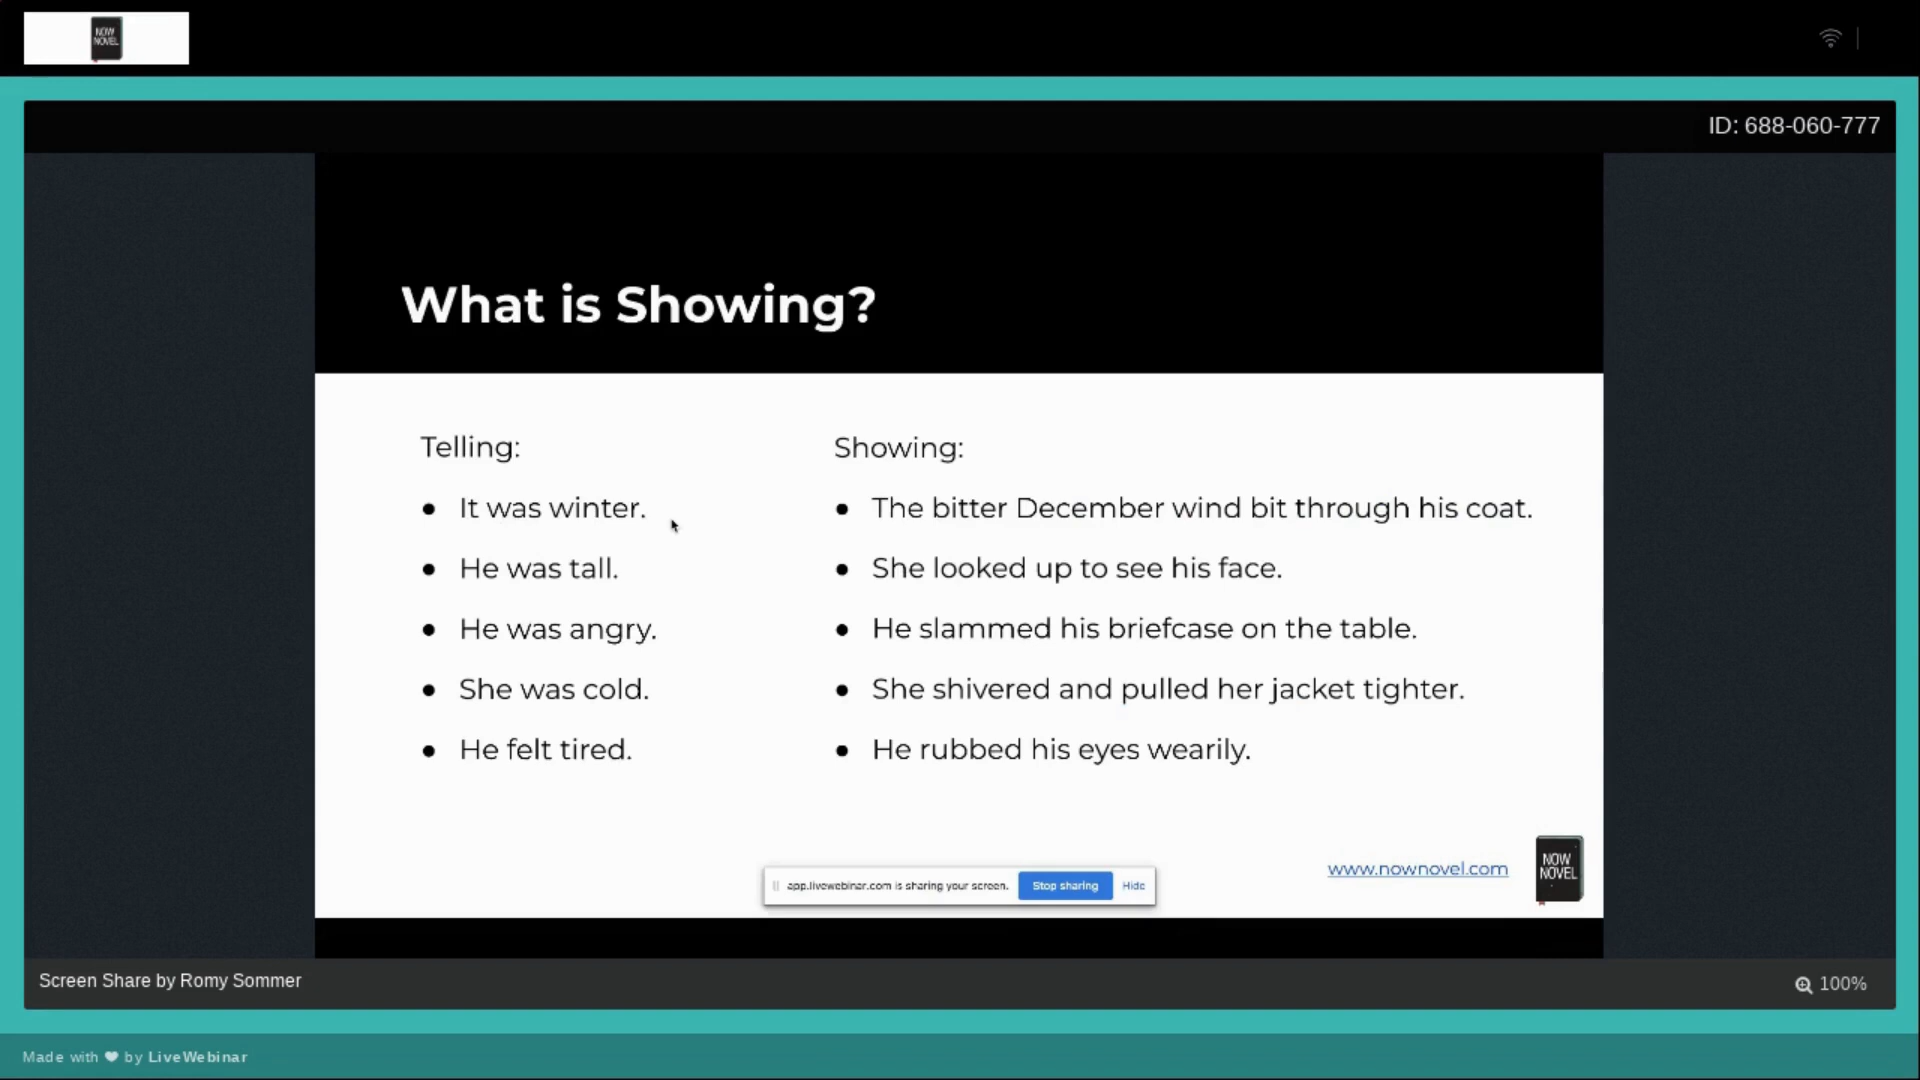 NOW
NOVEL
ID: 688-060-777
What is Showing?
Telling:
● It was winter.
● He was tall.
● He was angry.
● She was cold.
● He felt tired.
Showing:
● The bitter December wind bit through his coat.
● She looked up to see his face.
● He slammed his briefcase on the table.
● She shivered and pulled her jacket tighter.
● He rubbed his eyes wearily.
www.nownovel.com
NOW
NOVEL
app.livewebinar.com is sharing your screen. Stop sharing Hide
Screen Share by Romy Sommer
100%
Made with ❤ by LiveWebinar